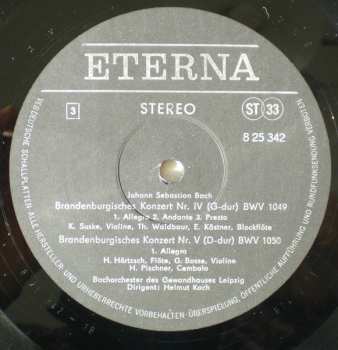 ETERNA
3
STEREO
ST 33
8 25 342
Johann Sebastian Bach
Brandenburgisches Konzert Nr. IV (G-dur) BWV 1049
1. Allegro 2. Andante 3. Presto
K. Suske, Violine, Th. Waldbaur, E. Köstner, Blockflöte
Brandenburgisches Konzert Nr. V (D-dur) BWV 1050
1. Allegro
H. Hörtzsch, Flöte, G. Bosse, Violine
H. Pischner, Cembalo
Bachorchester des Gewandhauses Leipzig
Dirigent: Helmut Koch
VEB DEUTSCHE SCHALLPLATTEN ALLE HERSTELLER- UND URHEBERRECHTE VORBEHALTEN · ÜBERSPIELUNG, ÖFFENTLICHE AUFFÜHRUNG UND RUNDFUNKSENDUNG VERBOTEN